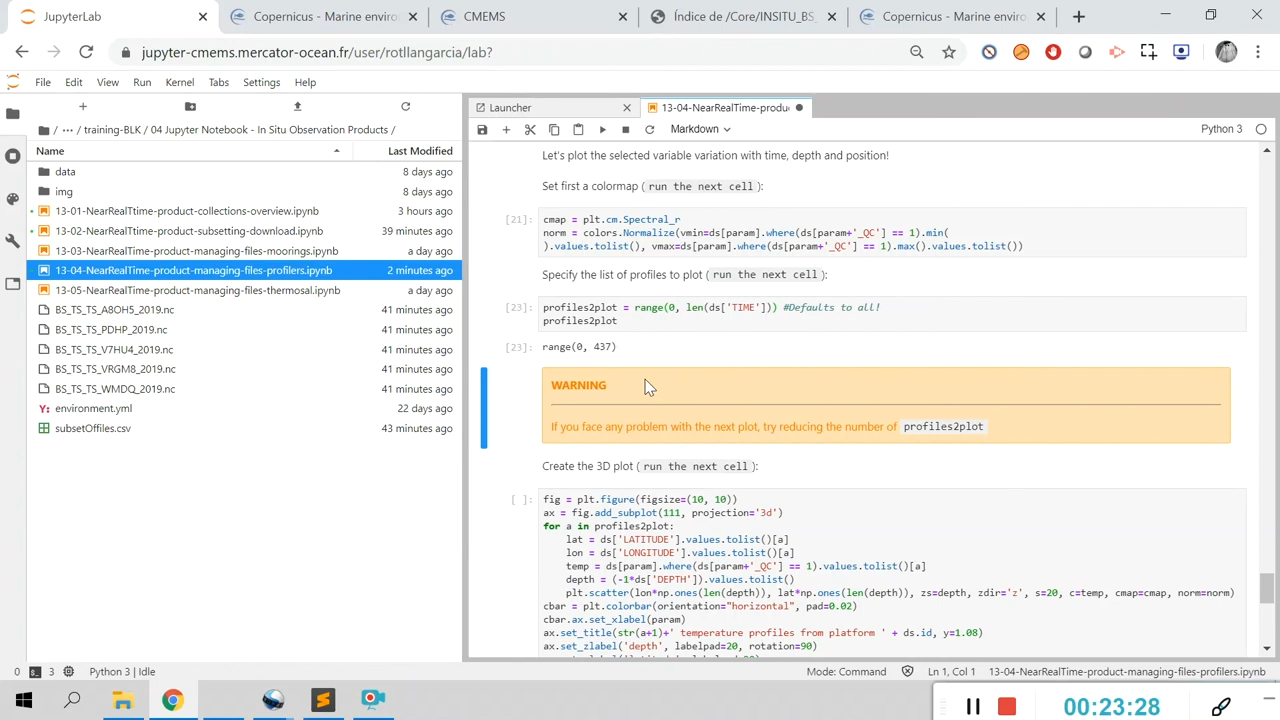 JupyterLab
Copernicus - Marine enviro
CMEMS
Índice de /Core/INSITU_BS_
Copernicus - Marine enviro
jupyter-cmems.mercator-ocean.fr/user/rotllangarcia/lab?
File Edit View Run Kernel Tabs Settings Help
/ ··· / training-BLK / 04 Jupyter Notebook - In Situ Observation Products /
Name Last Modified
data 8 days ago
img 8 days ago
13-01-NearRealTtime-product-collections-overview.ipynb 3 hours ago
13-02-NearRealTtime-product-subsetting-download.ipynb 39 minutes ago
13-03-NearRealTime-product-managing-files-moorings.ipynb a day ago
13-04-NearRealTime-product-managing-files-profilers.ipynb 2 minutes ago
13-05-NearRealTime-product-managing-files-thermosal.ipynb a day ago
BS_TS_TS_A8OH5_2019.nc 41 minutes ago
BS_TS_TS_PDHP_2019.nc 41 minutes ago
BS_TS_TS_V7HU4_2019.nc 41 minutes ago
BS_TS_TS_VRGM8_2019.nc 41 minutes ago
BS_TS_TS_WMDQ_2019.nc 41 minutes ago
Y: environment.yml 22 days ago
subsetOffiles.csv 43 minutes ago
Launcher
13-04-NearRealTime-produc
Markdown
Python 3
Let's plot the selected variable variation with time, depth and position!
Set first a colormap ( run the next cell ):
[21]: cmap = plt.cm.Spectral_r
norm = colors.Normalize(vmin=ds[param].where(ds[param+'_QC'] == 1).min(
).values.tolist(), vmax=ds[param].where(ds[param+'_QC'] == 1).max().values.tolist())
Specify the list of profiles to plot ( run the next cell ):
[23]: profiles2plot = range(0, len(ds['TIME'])) #Defaults to all!
profiles2plot
[23]: range(0, 437)
WARNING
If you face any problem with the next plot, try reducing the number of profiles2plot
Create the 3D plot ( run the next cell ):
[ ]: fig = plt.figure(figsize=(10, 10))
ax = fig.add_subplot(111, projection='3d')
for a in profiles2plot:
lat = ds['LATITUDE'].values.tolist()[a]
lon = ds['LONGITUDE'].values.tolist()[a]
temp = ds[param].where(ds[param+'_QC'] == 1).values.tolist()[a]
depth = (-1*ds['DEPTH']).values.tolist()
plt.scatter(lon*np.ones(len(depth)), lat*np.ones(len(depth)), zs=depth, zdir='z', s=20, c=temp, cmap=cmap, norm=norm)
cbar = plt.colorbar(orientation="horizontal", pad=0.02)
cbar.ax.set_xlabel(param)
ax.set_title(str(a+1)+' temperature profiles from platform ' + ds.id, y=1.08)
ax.set_zlabel('depth', labelpad=20, rotation=90)
0 3 Python 3 | Idle
Mode: Command Ln 1, Col 1 13-04-NearRealTime-product-managing-files-profilers.ipynb
00:23:28